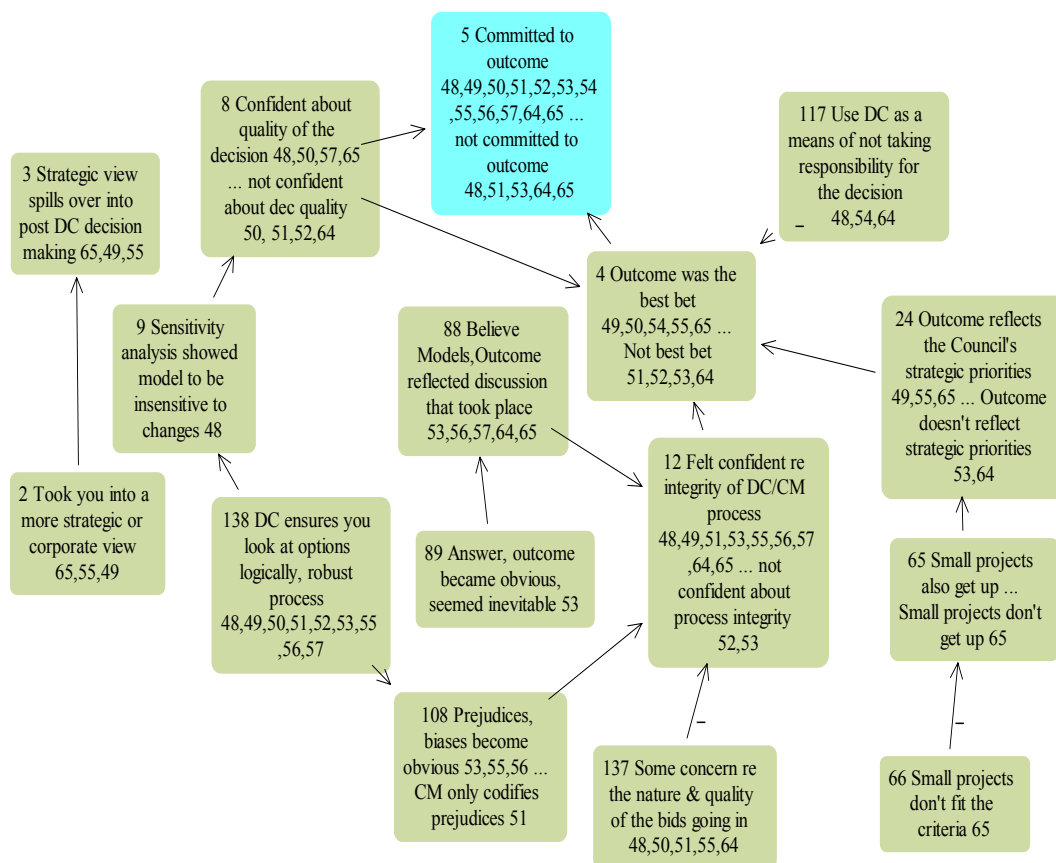 5 Committed to
outcome
48,49,50,51,52,53,54
,55,56,57,64,65 ...
not committed to
outcome
48,51,53,64,65
8 Confident about
quality of the
decision 48,50,57,65
... not confident
about dec quality
50, 51,52,64
117 Use DC as a
means of not taking
responsibility for
the decision
48,54,64
–
3 Strategic view
spills over into
post DC decision
making 65,49,55
4 Outcome was the
best bet
49,50,54,55,65 ...
Not best bet
51,52,53,64
9 Sensitivity
analysis showed
model to be
insensitive to
changes 48
88 Believe
Models,Outcome
reflected discussion
that took place
53,56,57,64,65
24 Outcome reflects
the Council's
strategic priorities
49,55,65 ... Outcome
doesn't reflect
strategic priorities
53,64
12 Felt confident re
integrity of DC/CM
process
48,49,51,53,55,56,57
,64,65 ... not
confident about
process integrity
52,53
2 Took you into a
more strategic or
corporate view
65,55,49
138 DC ensures you
look at options
logically, robust
process
48,49,50,51,52,53,55
,56,57
89 Answer, outcome
became obvious,
seemed inevitable 53
65 Small projects
also get up ...
Small projects don't
get up 65
108 Prejudices,
biases become
obvious 53,55,56 ...
CM only codifies
prejudices 51
–
137 Some concern re
the nature & quality
of the bids going in
48,50,51,55,64
–
66 Small projects
don't fit the
criteria 65